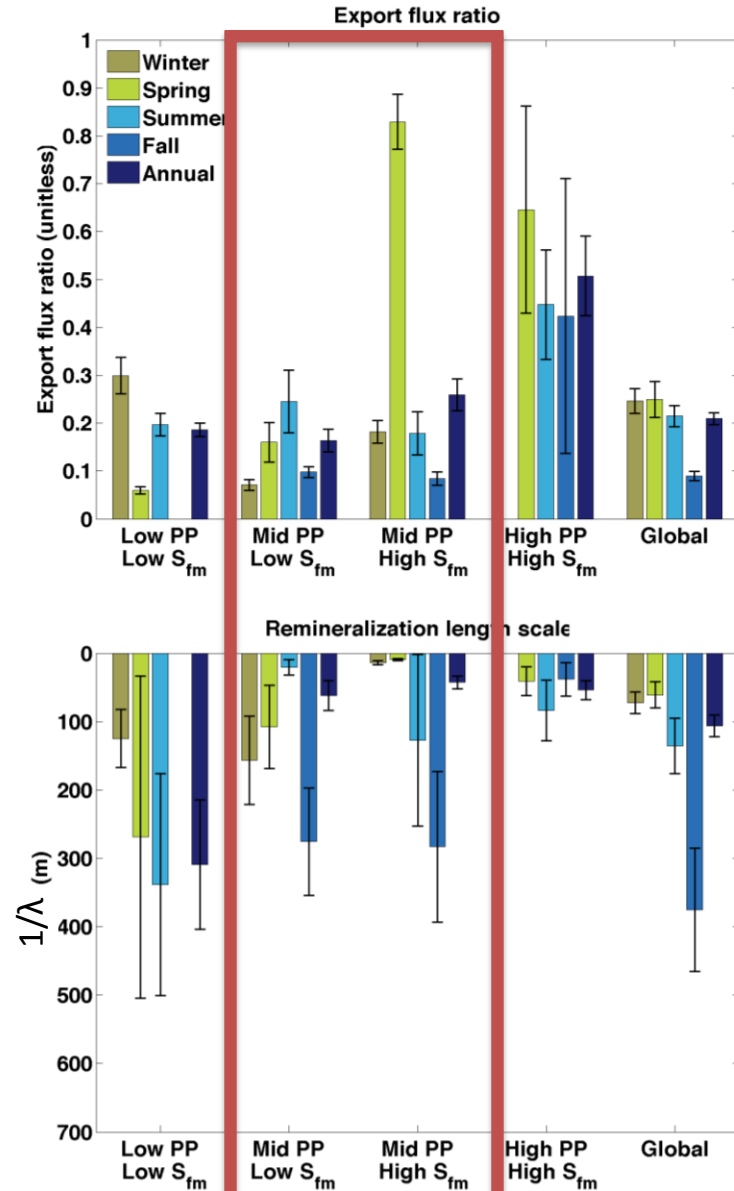 Export flux ratio
Export flux ratio (unitless)
1
0.9
0.8
0.7
0.6
0.5
0.4
0.3
0.2
0.1
0
Winter
Spring
Summer
Fall
Annual
Low PP Mid PP Mid PP High PP Global
Low Sfm Low Sfm High Sfm High Sfm
Remineralization length scale
1/λ (m)
0
100
200
300
400
500
600
700
Low PP Mid PP Mid PP High PP Global
Low Sfm Low Sfm High Sfm High Sfm